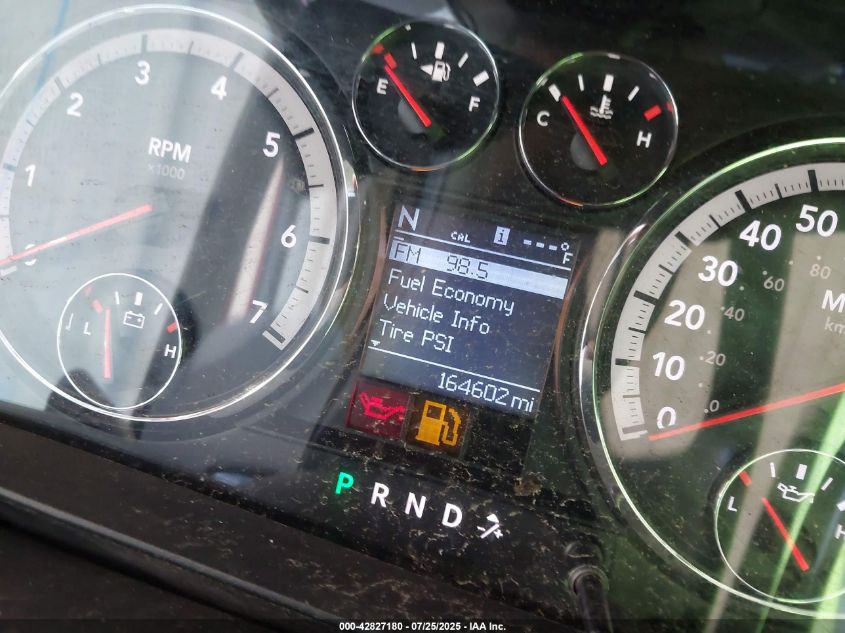 1
2
3
4
5
6
7
RPM
x1000
L
H
E
F
C
H
N
CAL
i
---°F
FM 98.5
Fuel Economy
Vehicle Info
Tire PSI
164602 mi
P R N D
0
10
20
30
40
50
0
20
40
60
80
M
km
L
H
000-42827180 - 07/25/2025 - IAA Inc.